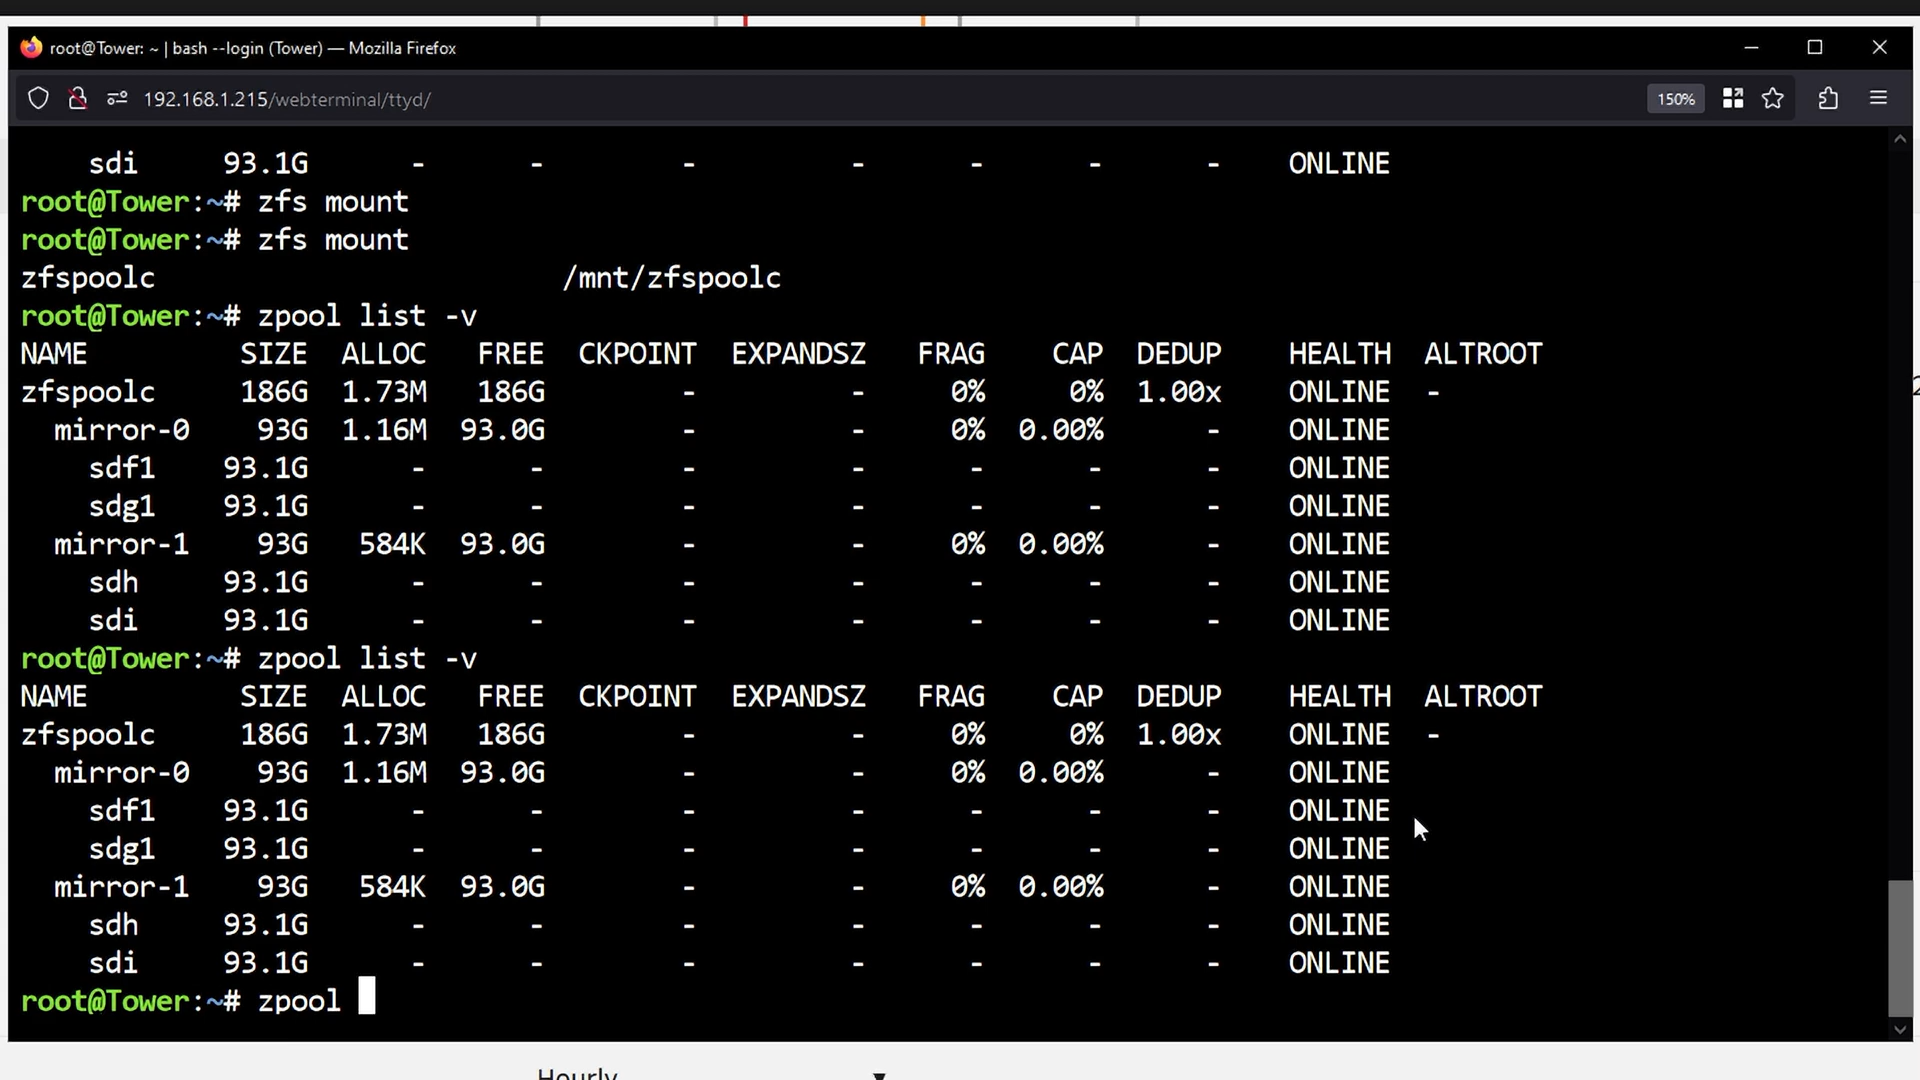 root@Tower: ~ | bash --login (Tower) — Mozilla Firefox
192.168.1.215/webterminal/ttyd/ 150%
sdi 93.1G - - - - - - - ONLINE
root@Tower:~# zfs mount
root@Tower:~# zfs mount
zfspoolc /mnt/zfspoolc
root@Tower:~# zpool list -v
NAME SIZE ALLOC FREE CKPOINT EXPANDSZ FRAG CAP DEDUP HEALTH ALTROOT
zfspoolc 186G 1.73M 186G - - 0% 0% 1.00x ONLINE -
mirror-0 93G 1.16M 93.0G - - 0% 0.00% - ONLINE
sdf1 93.1G - - - - - - - ONLINE
sdg1 93.1G - - - - - - - ONLINE
mirror-1 93G 584K 93.0G - - 0% 0.00% - ONLINE
sdh 93.1G - - - - - - - ONLINE
sdi 93.1G - - - - - - - ONLINE
root@Tower:~# zpool list -v
NAME SIZE ALLOC FREE CKPOINT EXPANDSZ FRAG CAP DEDUP HEALTH ALTROOT
zfspoolc 186G 1.73M 186G - - 0% 0% 1.00x ONLINE -
mirror-0 93G 1.16M 93.0G - - 0% 0.00% - ONLINE
sdf1 93.1G - - - - - - - ONLINE
sdg1 93.1G - - - - - - - ONLINE
mirror-1 93G 584K 93.0G - - 0% 0.00% - ONLINE
sdh 93.1G - - - - - - - ONLINE
sdi 93.1G - - - - - - - ONLINE
root@Tower:~# zpool
Hourly